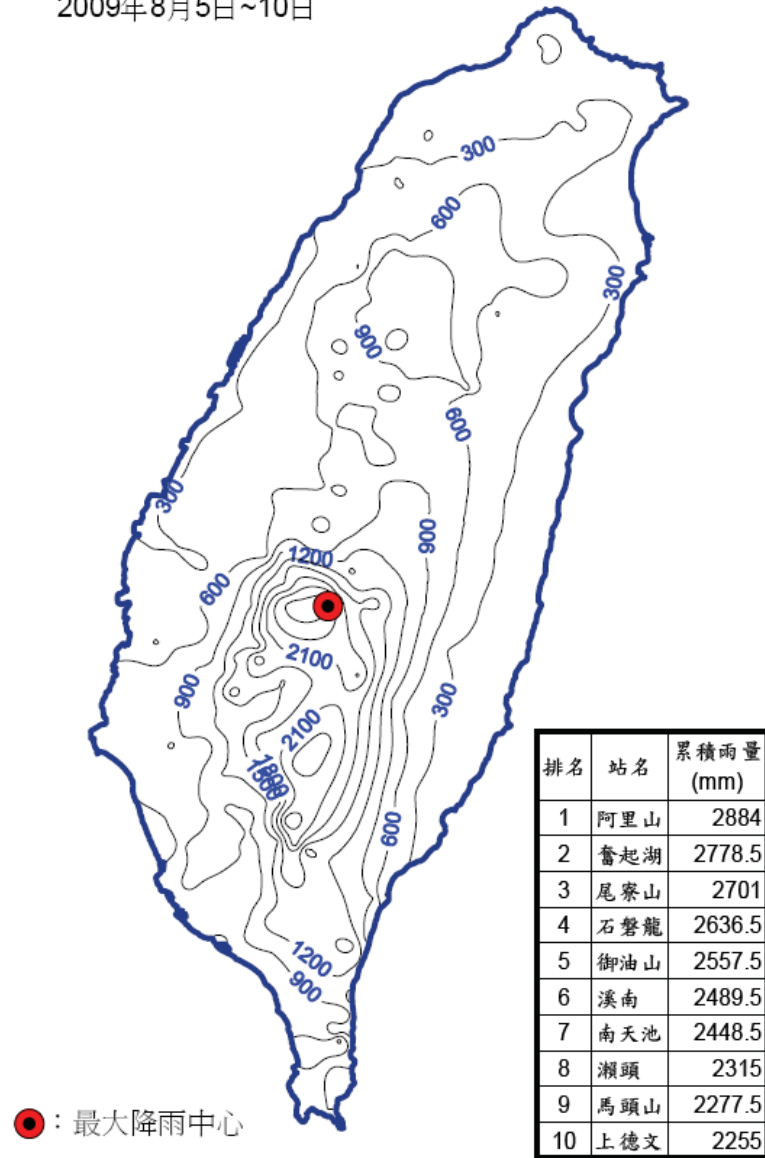 2009年8月5日~10日
300
600
300
900
600
300
900
1200
600
2100
900
300
2100
1800
1500
600
1200
900
排名 站名 累積雨量
(mm)
1 阿里山 2884
2 奮起湖 2778.5
3 尾寮山 2701
4 石磐龍 2636.5
5 御油山 2557.5
6 溪南 2489.5
7 南天池 2448.5
8 瀨頭 2315
9 馬頭山 2277.5
10 上德文 2255
：最大降雨中心